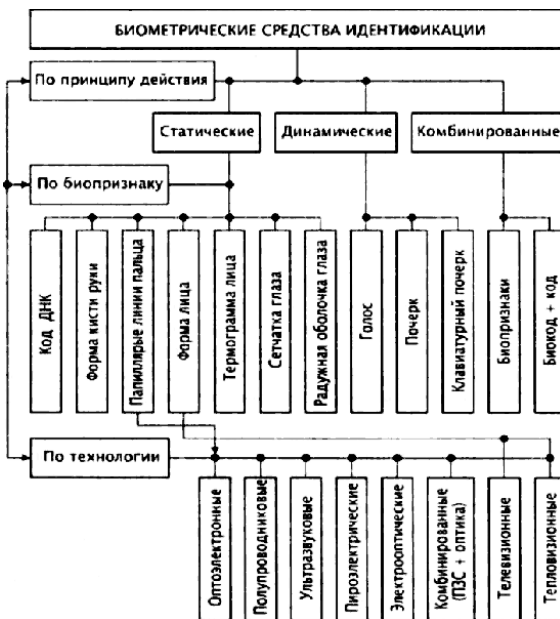 БИОМЕТРИЧЕСКИЕ СРЕДСТВА ИДЕНТИФИКАЦИИ
По принципу действия
Статические
Динамические
Комбинированные
По биопризнаку
Код ДНК
Форма кисти руки
Папиллярые линии пальца
Форма лица
Термограмма лица
Сетчатка глаза
Радужная оболочка глаза
Голос
Почерк
Клавиатурный почерк
Биопризнаки
Биокод + код
По технологии
Оптоэлектронные
Полупроводниковые
Ультразвуковые
Пироэлектрические
Электрооптические
Комбинированные
(ПЗС + оптика)
Телевизионные
Тепловизионные